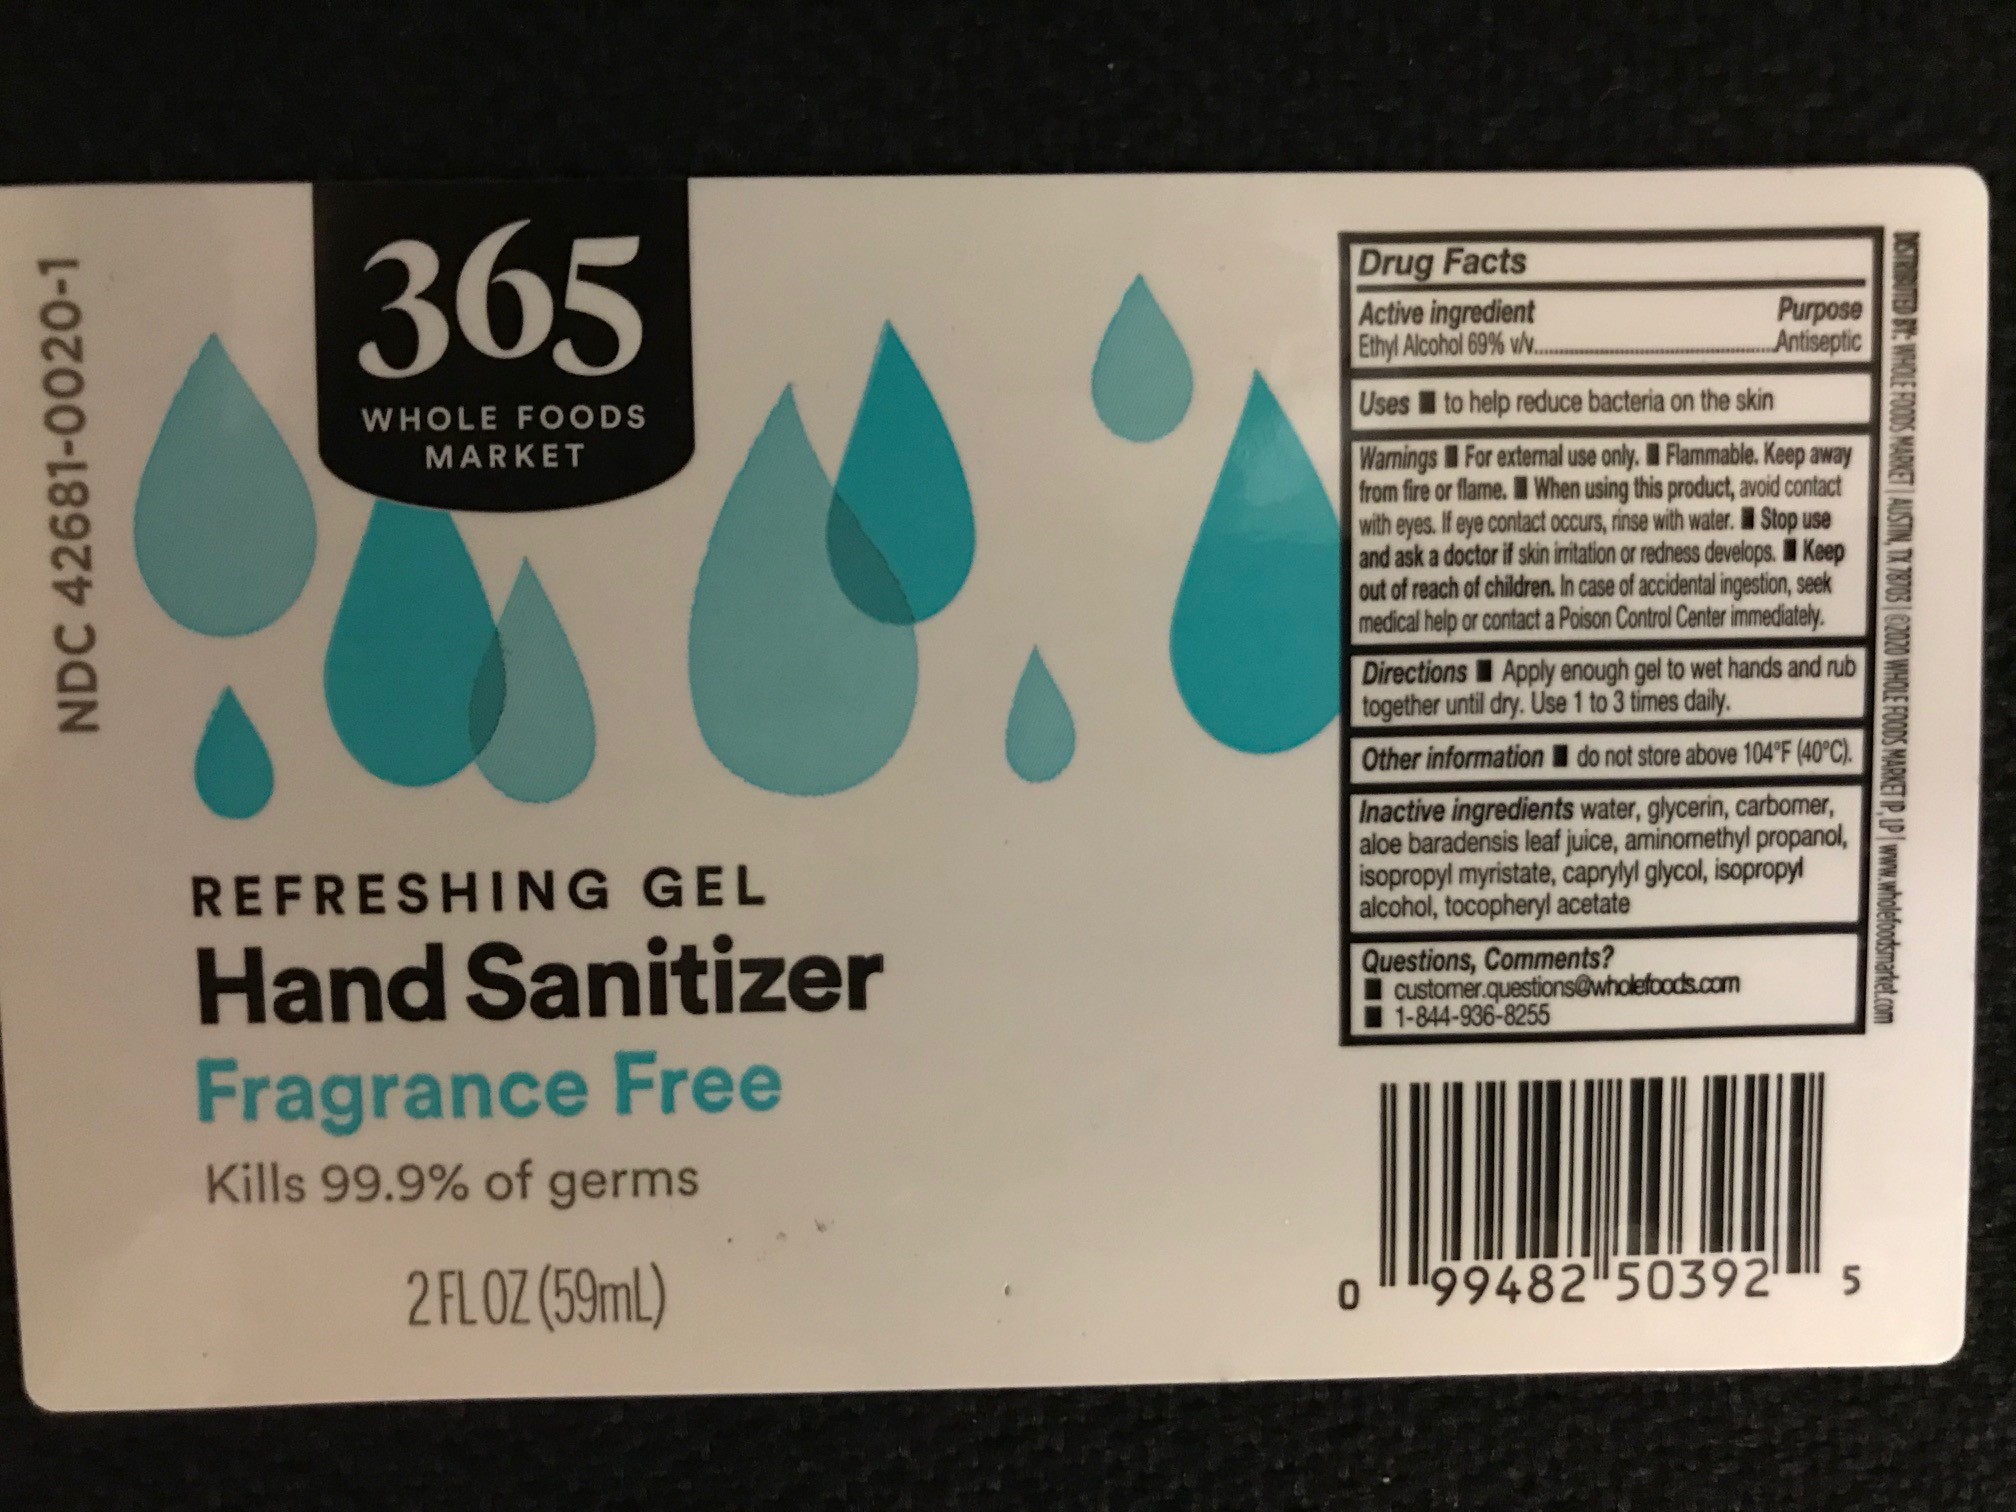 NDC 42681-0020-1
365
WHOLE FOODS
MARKET
REFRESHING GEL
Hand Sanitizer
Fragrance Free
Kills 99.9% of germs
2 FL OZ (59mL)
Drug Facts
Active ingredient Purpose
Ethyl Alcohol 69% v/v......................................................Antiseptic
Uses ■ to help reduce bacteria on the skin
Warnings ■ For external use only. ■ Flammable. Keep away
from fire or flame. ■ When using this product, avoid contact
with eyes. If eye contact occurs, rinse with water. ■ Stop use
and ask a doctor if skin irritation or redness develops. ■ Keep
out of reach of children. In case of accidental ingestion, seek
medical help or contact a Poison Control Center immediately.
Directions ■ Apply enough gel to wet hands and rub
together until dry. Use 1 to 3 times daily.
Other information ■ do not store above 104°F (40°C).
Inactive ingredients water, glycerin, carbomer,
aloe baradensis leaf juice, aminomethyl propanol,
isopropyl myristate, caprylyl glycol, isopropyl
alcohol, tocopheryl acetate
Questions, Comments?
■ customer.questions@wholefoods.com
■ 1-844-936-8255
DISTRIBUTED BY: WHOLE FOODS MARKET | AUSTIN, TX 78703 | ©2020 WHOLE FOODS MARKET IP, LP | www.wholefoodsmarket.com
0 99482 50392 5